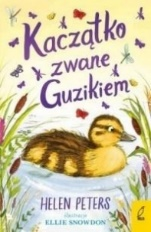 Kaczątko
zwane
Guzikiem
HELEN PETERS
ilustracje
ELLIE SNOWDON